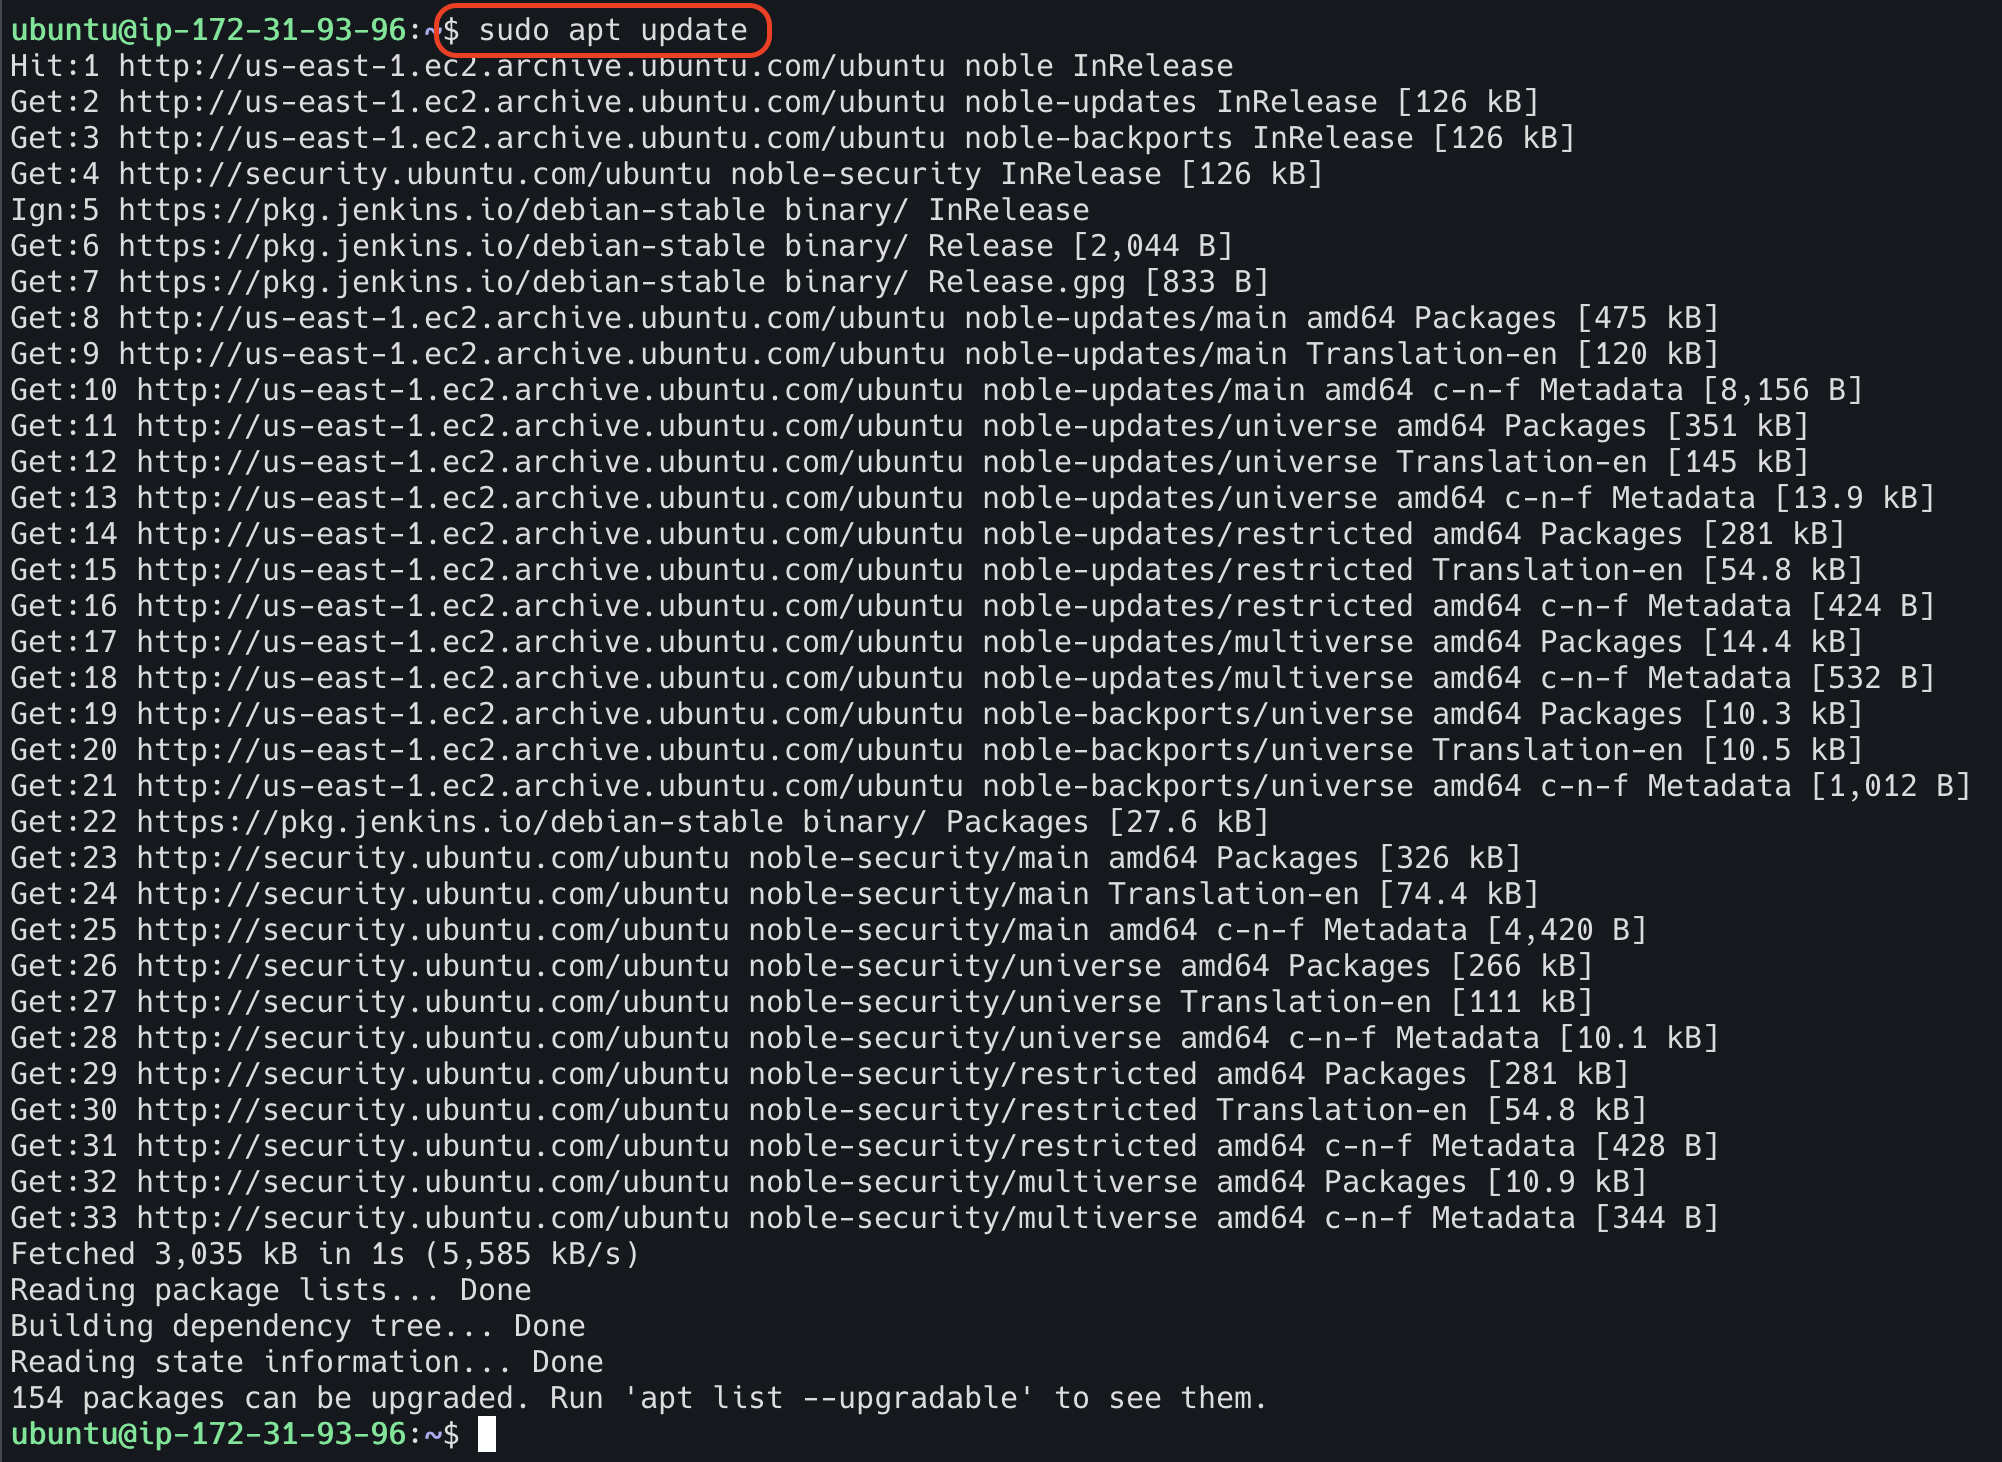 ubuntu@ip-172-31-93-96:~$ sudo apt update
Hit:1 http://us-east-1.ec2.archive.ubuntu.com/ubuntu noble InRelease
Get:2 http://us-east-1.ec2.archive.ubuntu.com/ubuntu noble-updates InRelease [126 kB]
Get:3 http://us-east-1.ec2.archive.ubuntu.com/ubuntu noble-backports InRelease [126 kB]
Get:4 http://security.ubuntu.com/ubuntu noble-security InRelease [126 kB]
Ign:5 https://pkg.jenkins.io/debian-stable binary/ InRelease
Get:6 https://pkg.jenkins.io/debian-stable binary/ Release [2,044 B]
Get:7 https://pkg.jenkins.io/debian-stable binary/ Release.gpg [833 B]
Get:8 http://us-east-1.ec2.archive.ubuntu.com/ubuntu noble-updates/main amd64 Packages [475 kB]
Get:9 http://us-east-1.ec2.archive.ubuntu.com/ubuntu noble-updates/main Translation-en [120 kB]
Get:10 http://us-east-1.ec2.archive.ubuntu.com/ubuntu noble-updates/main amd64 c-n-f Metadata [8,156 B]
Get:11 http://us-east-1.ec2.archive.ubuntu.com/ubuntu noble-updates/universe amd64 Packages [351 kB]
Get:12 http://us-east-1.ec2.archive.ubuntu.com/ubuntu noble-updates/universe Translation-en [145 kB]
Get:13 http://us-east-1.ec2.archive.ubuntu.com/ubuntu noble-updates/universe amd64 c-n-f Metadata [13.9 kB]
Get:14 http://us-east-1.ec2.archive.ubuntu.com/ubuntu noble-updates/restricted amd64 Packages [281 kB]
Get:15 http://us-east-1.ec2.archive.ubuntu.com/ubuntu noble-updates/restricted Translation-en [54.8 kB]
Get:16 http://us-east-1.ec2.archive.ubuntu.com/ubuntu noble-updates/restricted amd64 c-n-f Metadata [424 B]
Get:17 http://us-east-1.ec2.archive.ubuntu.com/ubuntu noble-updates/multiverse amd64 Packages [14.4 kB]
Get:18 http://us-east-1.ec2.archive.ubuntu.com/ubuntu noble-updates/multiverse amd64 c-n-f Metadata [532 B]
Get:19 http://us-east-1.ec2.archive.ubuntu.com/ubuntu noble-backports/universe amd64 Packages [10.3 kB]
Get:20 http://us-east-1.ec2.archive.ubuntu.com/ubuntu noble-backports/universe Translation-en [10.5 kB]
Get:21 http://us-east-1.ec2.archive.ubuntu.com/ubuntu noble-backports/universe amd64 c-n-f Metadata [1,012 B]
Get:22 https://pkg.jenkins.io/debian-stable binary/ Packages [27.6 kB]
Get:23 http://security.ubuntu.com/ubuntu noble-security/main amd64 Packages [326 kB]
Get:24 http://security.ubuntu.com/ubuntu noble-security/main Translation-en [74.4 kB]
Get:25 http://security.ubuntu.com/ubuntu noble-security/main amd64 c-n-f Metadata [4,420 B]
Get:26 http://security.ubuntu.com/ubuntu noble-security/universe amd64 Packages [266 kB]
Get:27 http://security.ubuntu.com/ubuntu noble-security/universe Translation-en [111 kB]
Get:28 http://security.ubuntu.com/ubuntu noble-security/universe amd64 c-n-f Metadata [10.1 kB]
Get:29 http://security.ubuntu.com/ubuntu noble-security/restricted amd64 Packages [281 kB]
Get:30 http://security.ubuntu.com/ubuntu noble-security/restricted Translation-en [54.8 kB]
Get:31 http://security.ubuntu.com/ubuntu noble-security/restricted amd64 c-n-f Metadata [428 B]
Get:32 http://security.ubuntu.com/ubuntu noble-security/multiverse amd64 Packages [10.9 kB]
Get:33 http://security.ubuntu.com/ubuntu noble-security/multiverse amd64 c-n-f Metadata [344 B]
Fetched 3,035 kB in 1s (5,585 kB/s)
Reading package lists... Done
Building dependency tree... Done
Reading state information... Done
154 packages can be upgraded. Run 'apt list --upgradable' to see them.
ubuntu@ip-172-31-93-96:~$